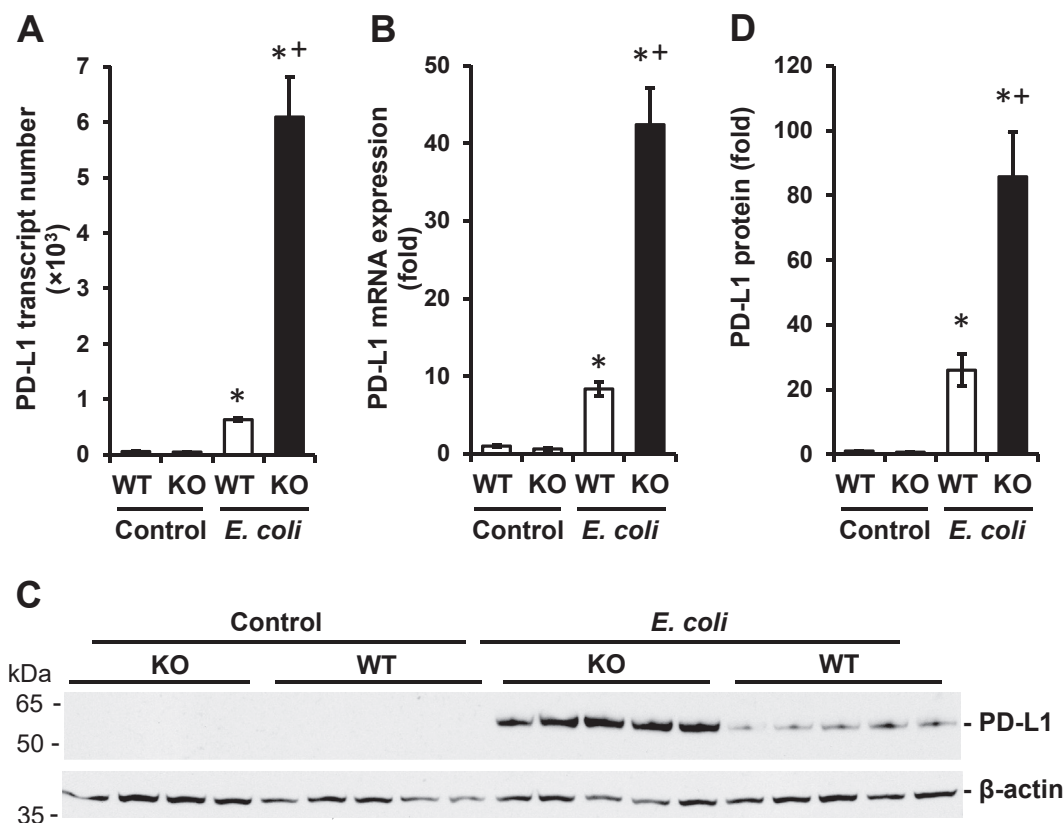 A
PD-L1 transcript number
(×10³)
7
6
5
4
3
2
1
0
*
*+
WT KO WT KO
Control E. coli
B
PD-L1 mRNA expression
(fold)
50
40
30
20
10
0
*
*+
WT KO WT KO
Control E. coli
D
PD-L1 protein (fold)
120
100
80
60
40
20
0
*
*+
WT KO WT KO
Control E. coli
C
Control E. coli
kDa KO WT KO WT
65 -
- PD-L1
50 -
- β-actin
35 -